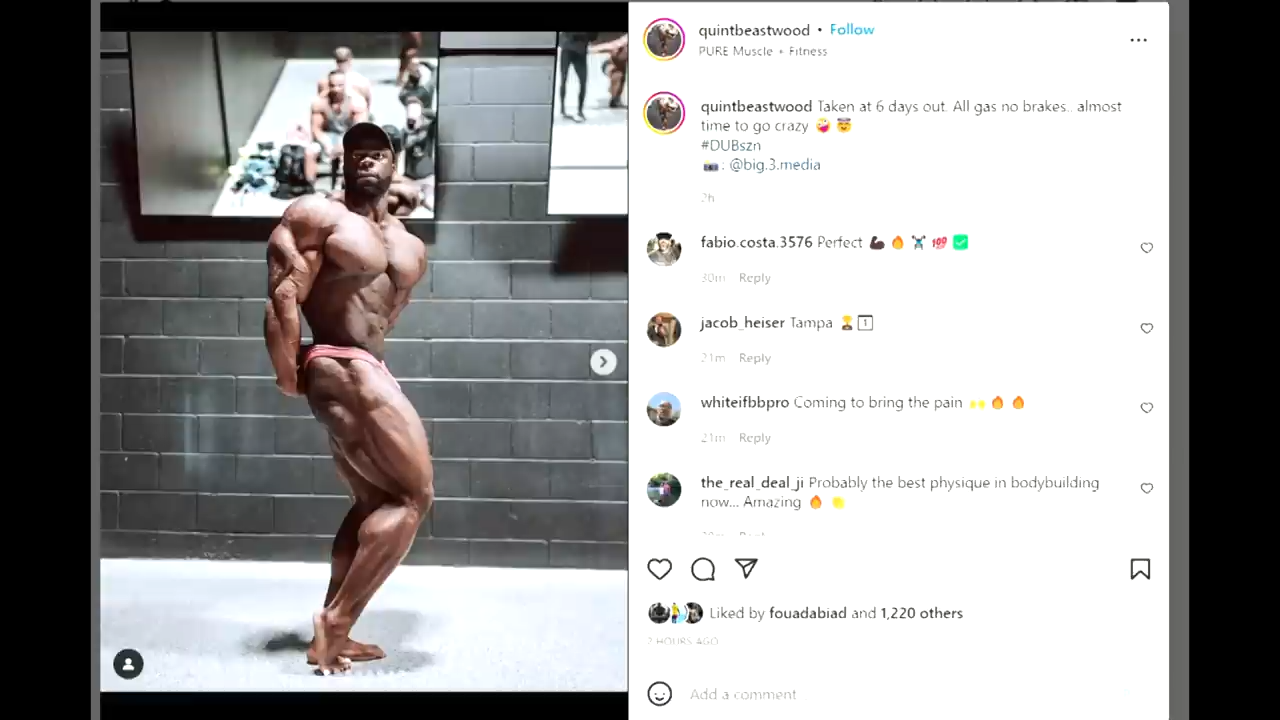 quintbeastwood • Follow
PURE Muscle + Fitness
quintbeastwood Taken at 6 days out. All gas no brakes.. almost
time to go crazy 🤪 😇
#DUBszn
📸 : @big.3.media
2h
fabio.costa.3576 Perfect 💪🏿 🔥 🏋🏿 💯 ✅
30m Reply
jacob_heiser Tampa 🏆 1
21m Reply
whiteifbbpro Coming to bring the pain 🙌 🔥 🔥
21m Reply
the_real_deal_ji Probably the best physique in bodybuilding
now... Amazing 🔥 ⭐
Liked by fouadabiad and 1,220 others
2 HOURS AGO
Add a comment